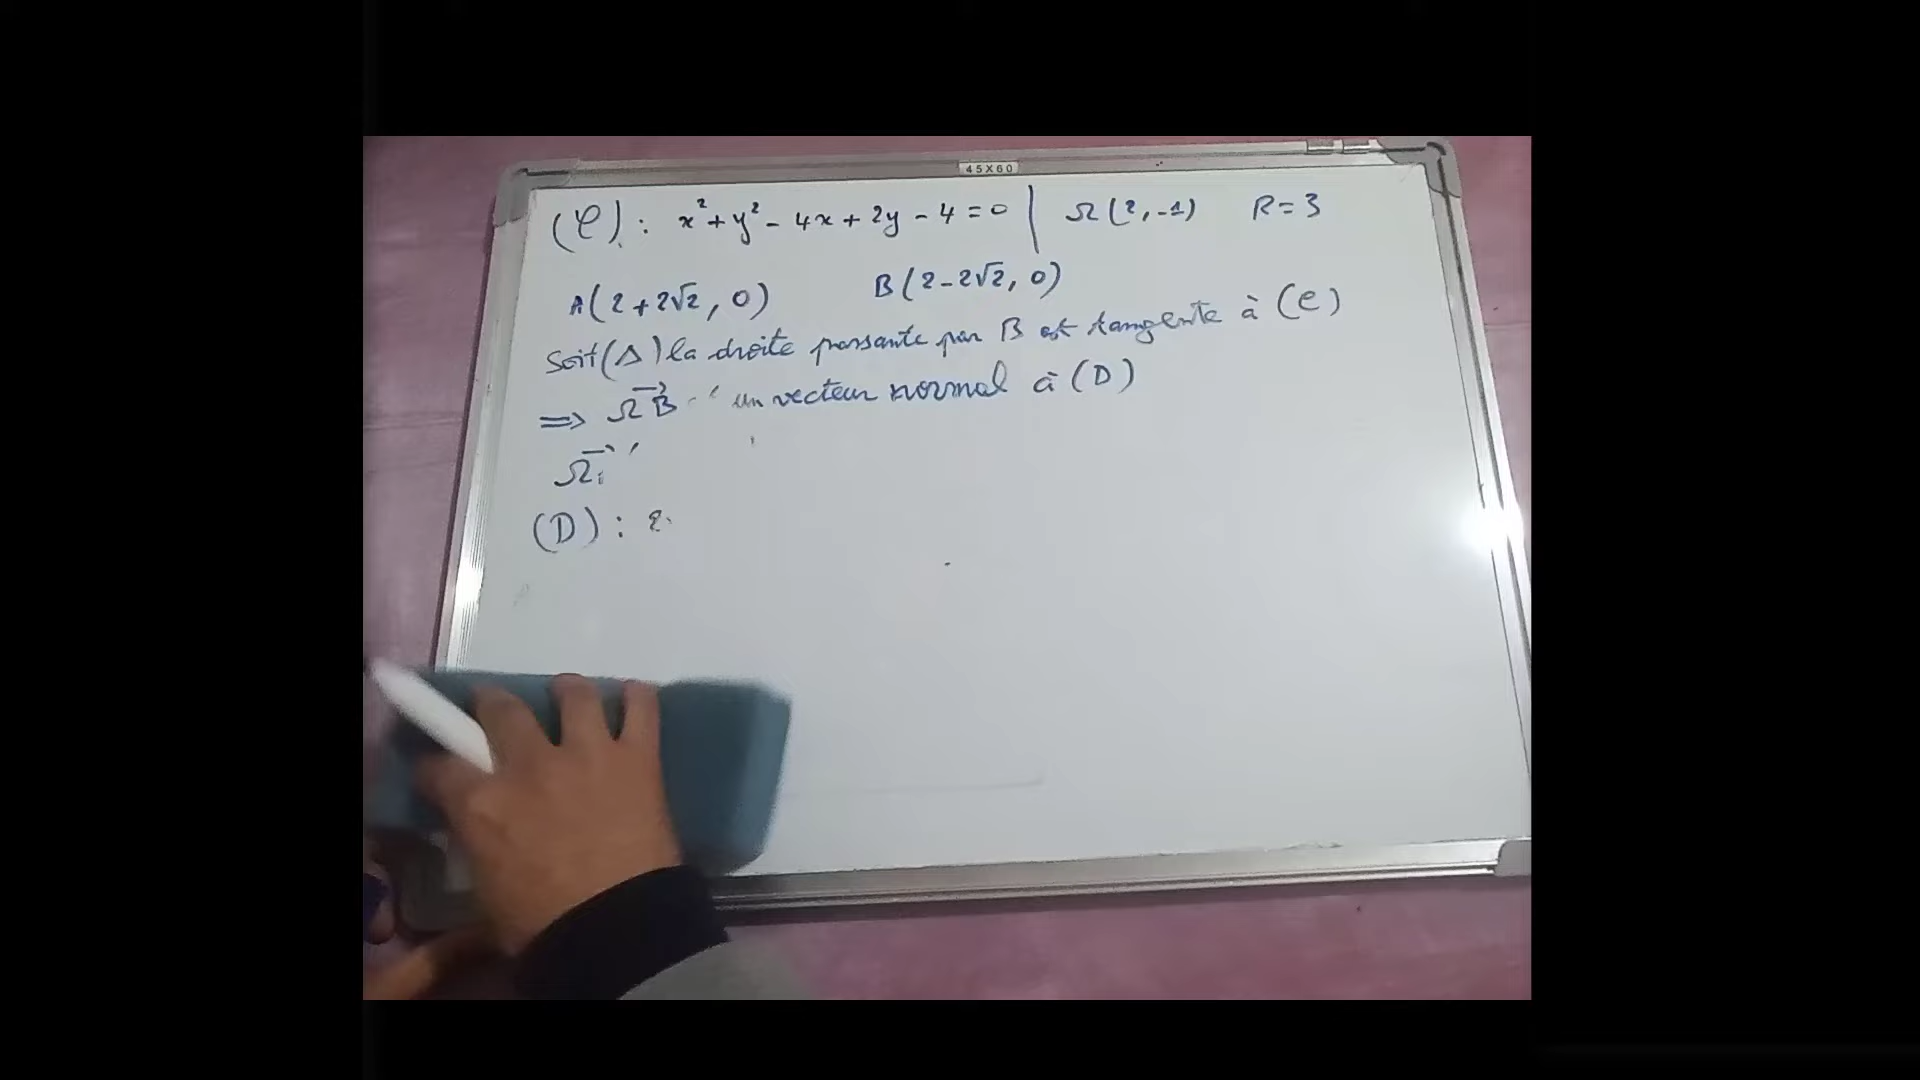 45X60
(C) : x² + y² - 4x + 2y - 4 = 0 | Ω(2, -1) R = 3
A(2 + 2√2, 0) B(2 - 2√2, 0)
Soit (Δ) la droite passante par B est tangente à (C)
⟹ ΩB un vecteur normal à (D)
Ω
(D) :